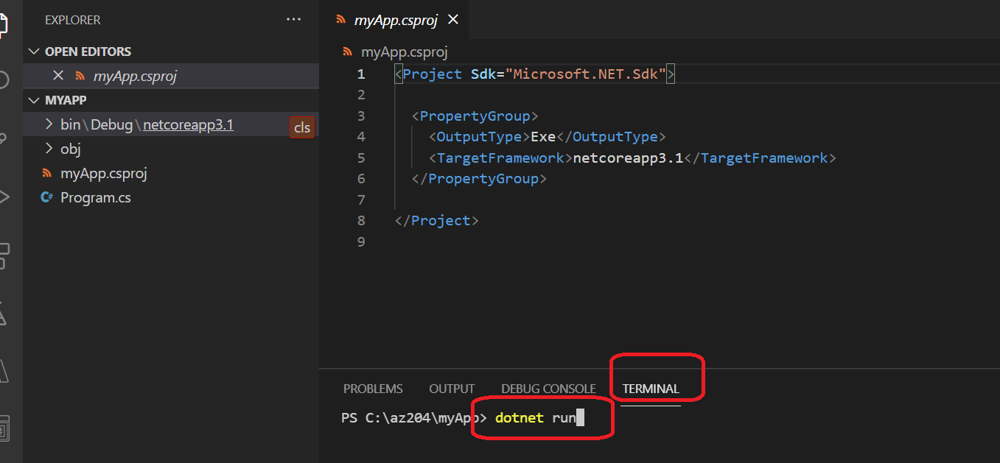 EXPLORER
OPEN EDITORS
myApp.csproj
MYAPP
bin\Debug\netcoreapp3.1
cls
obj
myApp.csproj
C# Program.cs
myApp.csproj
myApp.csproj
1 <Project Sdk="Microsoft.NET.Sdk">
2
3 <PropertyGroup>
4 <OutputType>Exe</OutputType>
5 <TargetFramework>netcoreapp3.1</TargetFramework>
6 </PropertyGroup>
7
8 </Project>
9
PROBLEMS OUTPUT DEBUG CONSOLE TERMINAL
PS C:\az204\myApp> dotnet run